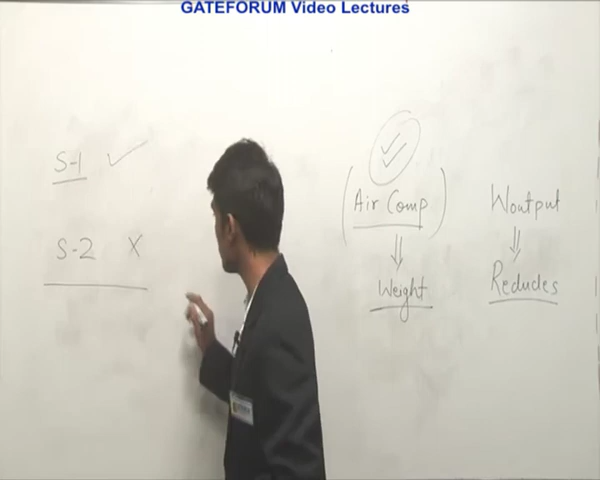 GATEFORUM Video Lectures
S-1 ✓
S-2 X
(Air Comp)
⇓
Weight
Woutput
⇓
Reduces